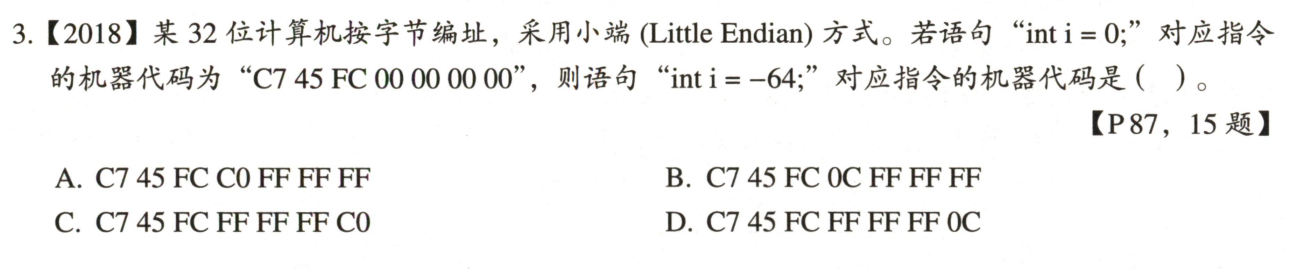 3.【2018】某 32 位计算机按字节编址，采用小端 (Little Endian) 方式。若语句“int i = 0;”对应指令
的机器代码为“C7 45 FC 00 00 00 00”，则语句“int i = −64;”对应指令的机器代码是（ ）。
【P 87，15 题】
A. C7 45 FC C0 FF FF FF B. C7 45 FC 0C FF FF FF
C. C7 45 FC FF FF FF C0 D. C7 45 FC FF FF FF 0C